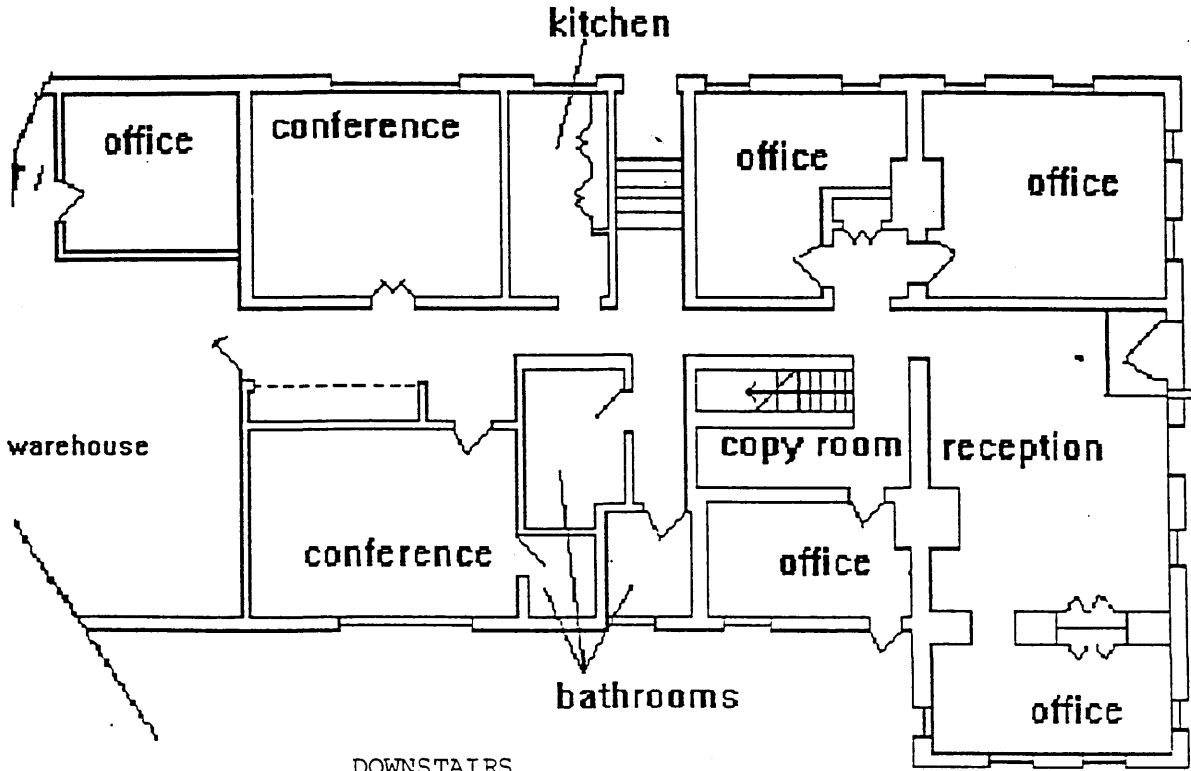 kitchen
office
conference
office
office
warehouse
copy room
reception
conference
office
bathrooms
office
DOWNSTAIRS